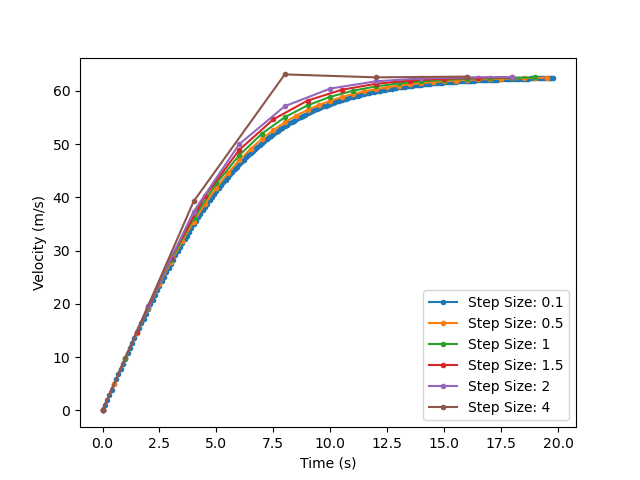 60
50
40
30
20
10
0
Velocity (m/s)
Step Size: 0.1
Step Size: 0.5
Step Size: 1
Step Size: 1.5
Step Size: 2
Step Size: 4
0.0 2.5 5.0 7.5 10.0 12.5 15.0 17.5 20.0
Time (s)